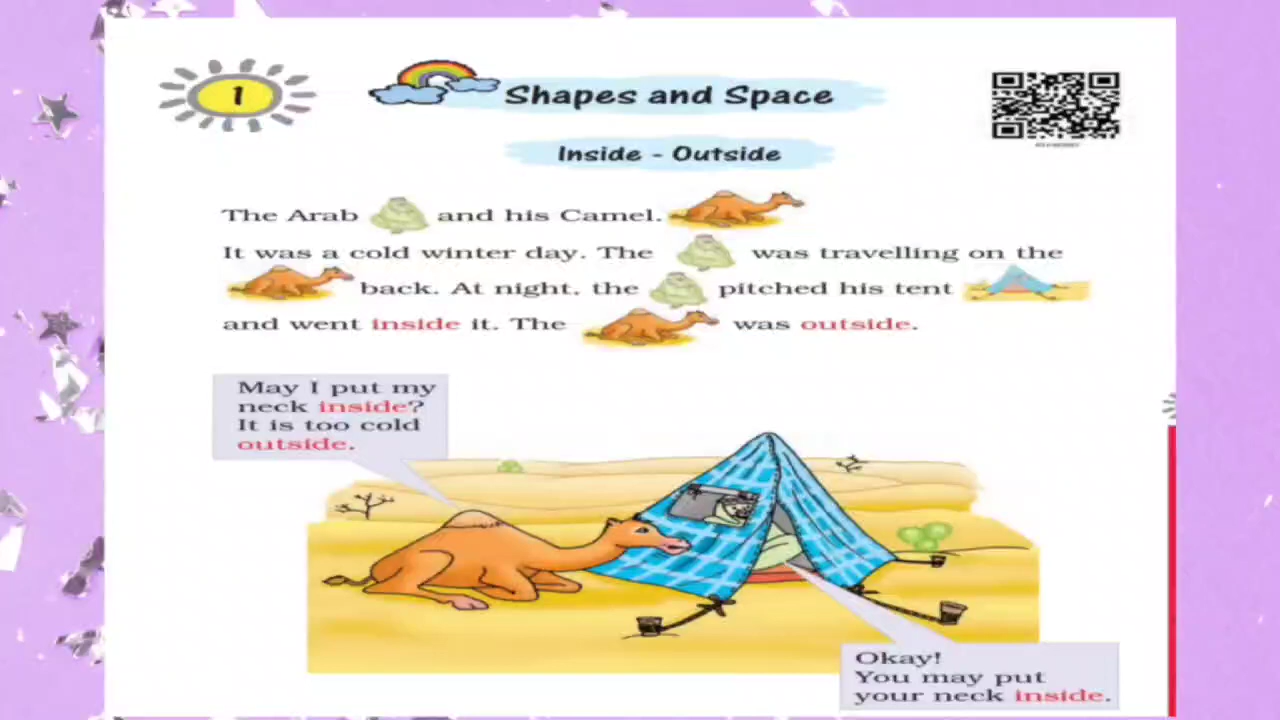 1
Shapes and Space
Inside - Outside
The Arab and his Camel.
It was a cold winter day. The was travelling on the
back. At night, the pitched his tent
and went inside it. The was outside.
May I put my
neck inside?
It is too cold
outside.
Okay!
You may put
your neck inside.